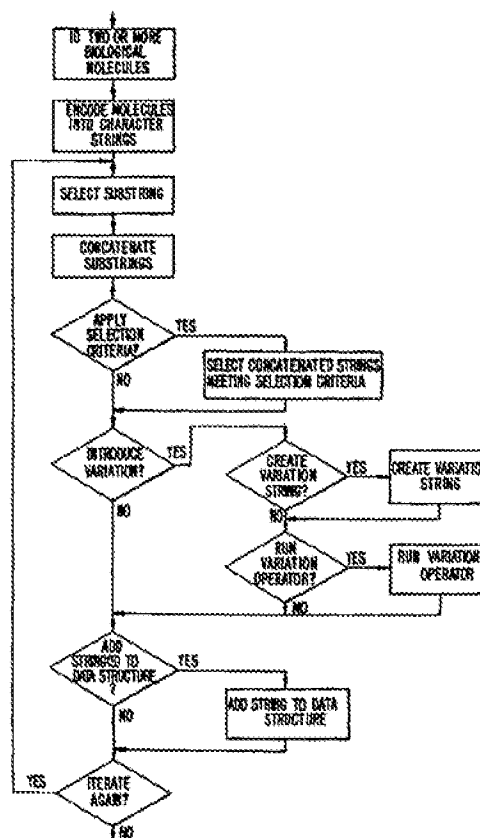 ID TWO OR MORE
BIOLOGICAL
MOLECULES
ENCODE MOLECULES
INTO CHARACTER
STRINGS
SELECT SUBSTRING
CONCATENATE
SUBSTRINGS
APPLY
SELECTION
CRITERIA?
YES
NO
SELECT CONCATENATED STRINGS
MEETING SELECTION CRITERIA
INTRODUCE
VARIATION?
YES
NO
CREATE
VARIATION
STRING?
YES
NO
CREATE VARIATION
STRING
RUN
VARIATION
OPERATOR?
YES
NO
RUN VARIATION
OPERATOR
ADD
STRING(S) TO
DATA STRUCTURE
?
YES
NO
ADD STRING TO DATA
STRUCTURE
ITERATE
AGAIN?
YES
NO